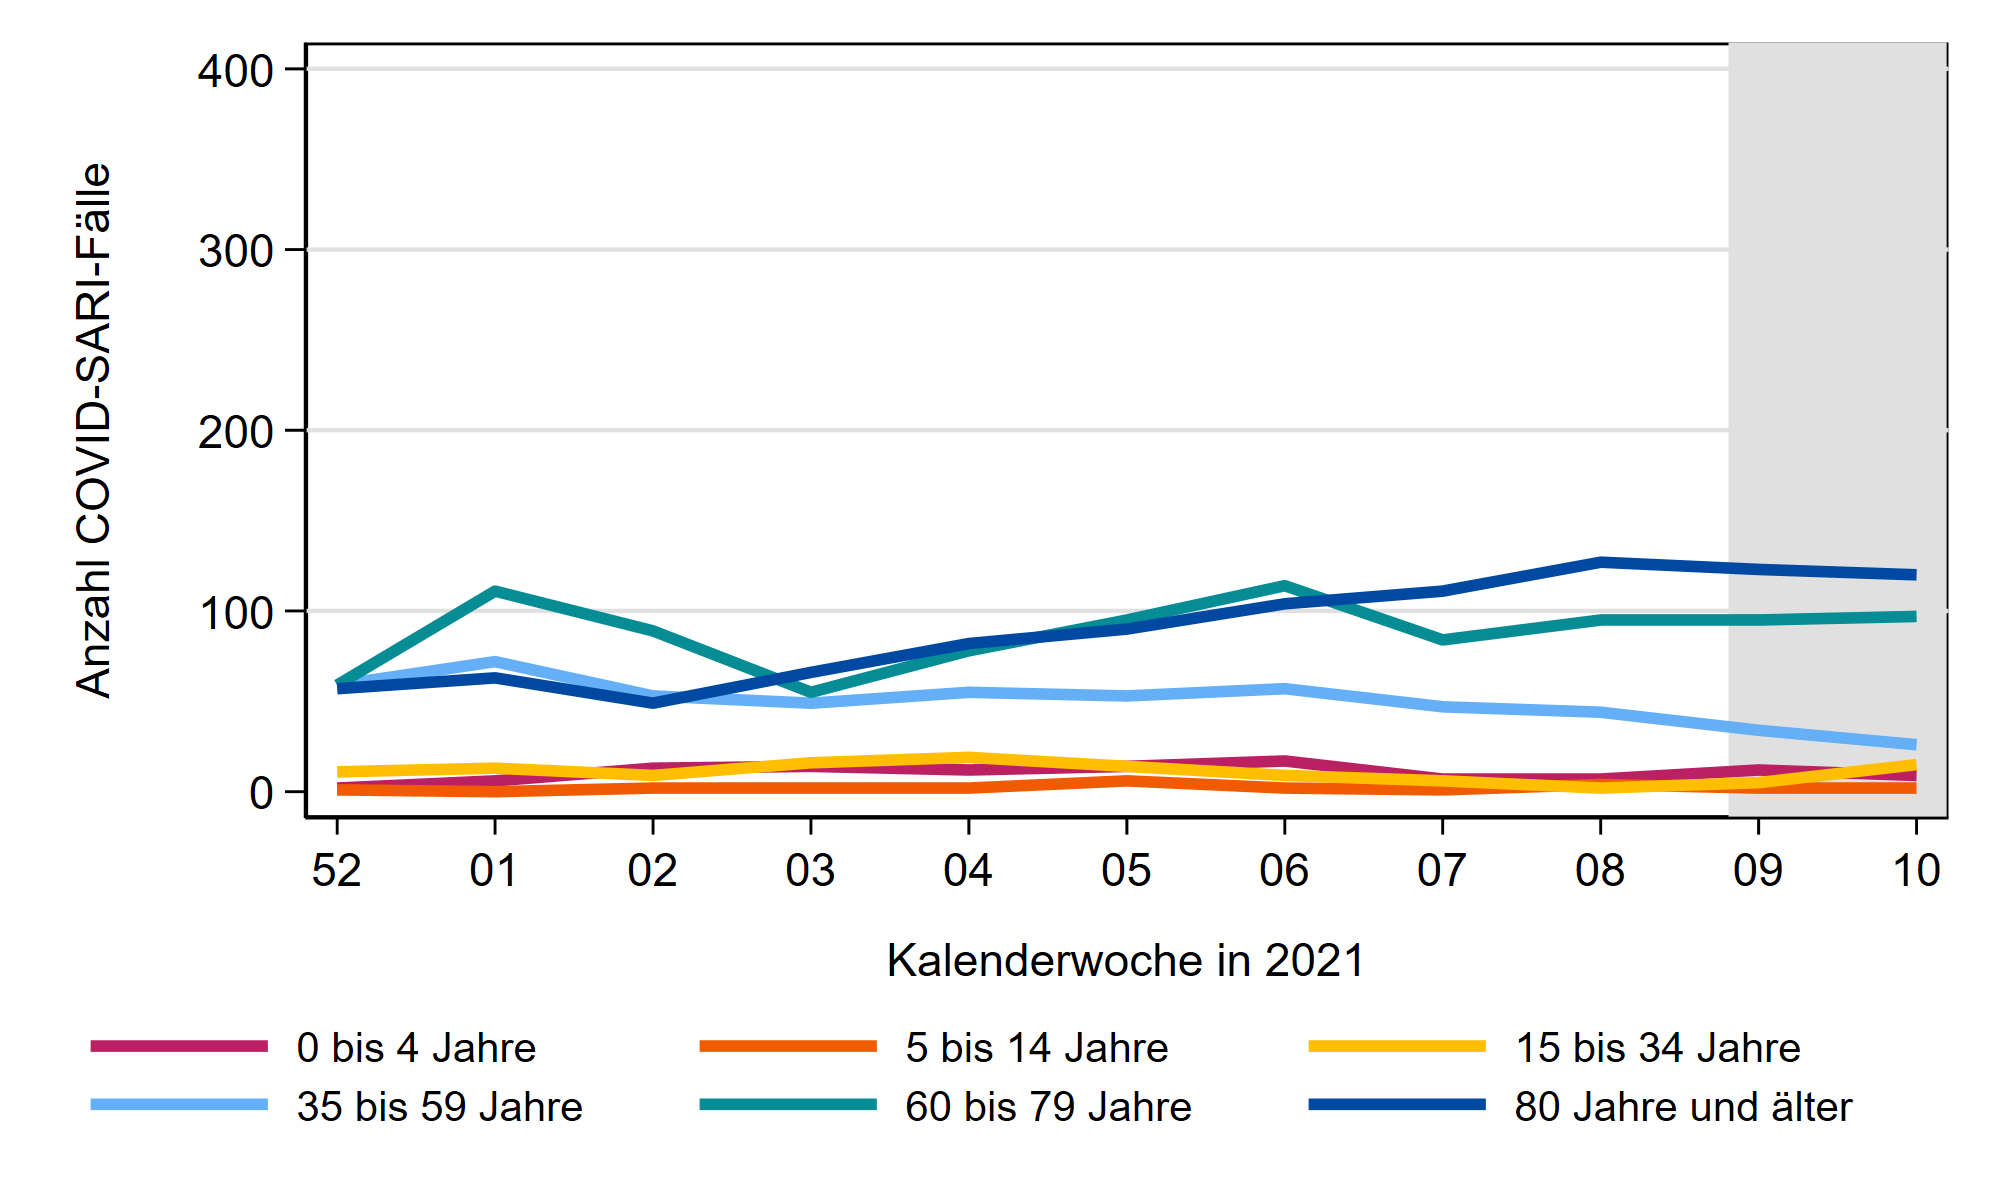 Anzahl COVID-SARI-Fälle
400
300
200
100
0
52 01 02 03 04 05 06 07 08 09 10
Kalenderwoche in 2021
0 bis 4 Jahre 5 bis 14 Jahre 15 bis 34 Jahre
35 bis 59 Jahre 60 bis 79 Jahre 80 Jahre und älter